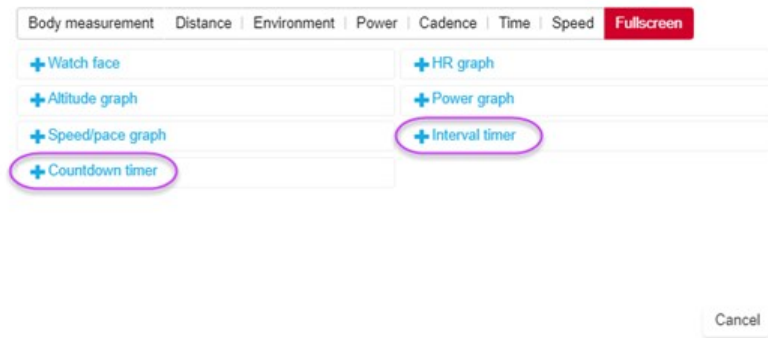 Body measurement Distance Environment Power Cadence Time Speed Fullscreen
Watch face HR graph
Altitude graph Power graph
Speed/pace graph Interval timer
Countdown timer
Cancel